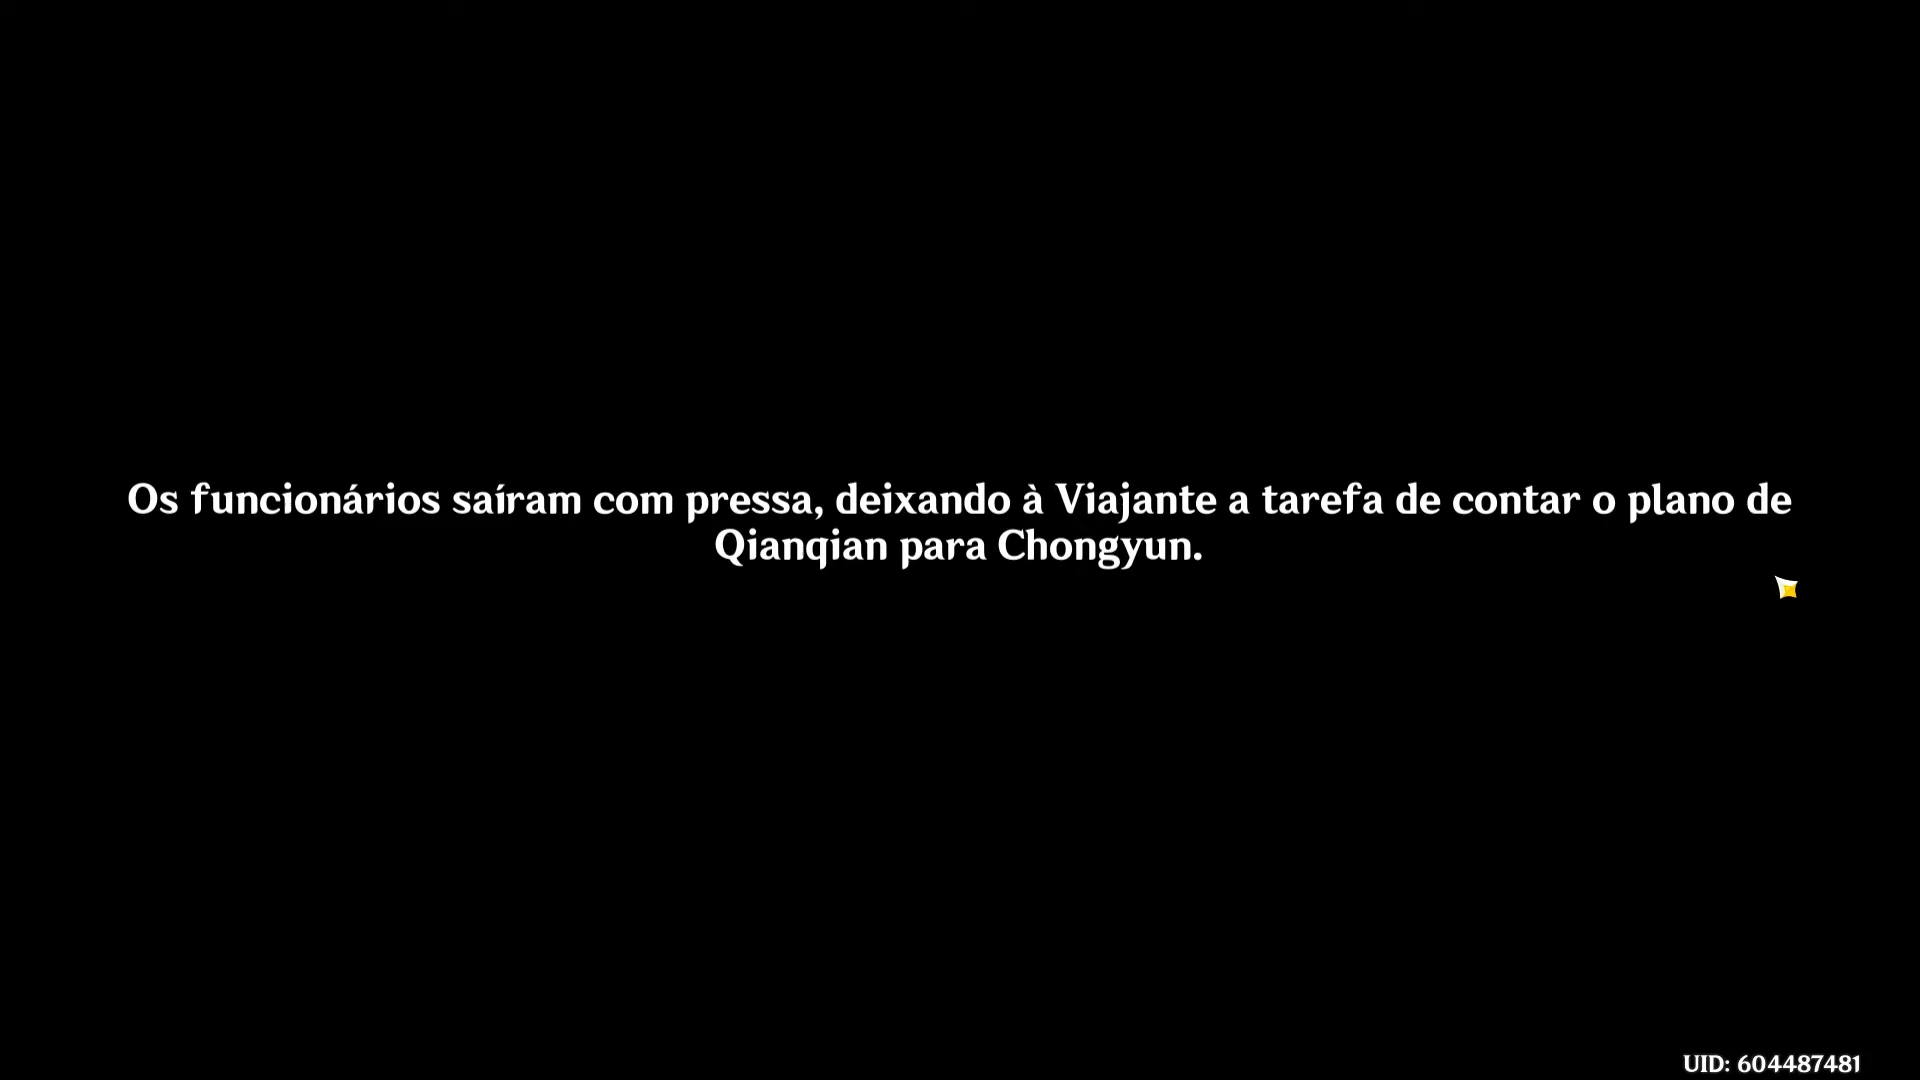 Os funcionários saíram com pressa, deixando à Viajante a tarefa de contar o plano de
Qianqian para Chongyun.
UID: 604487481